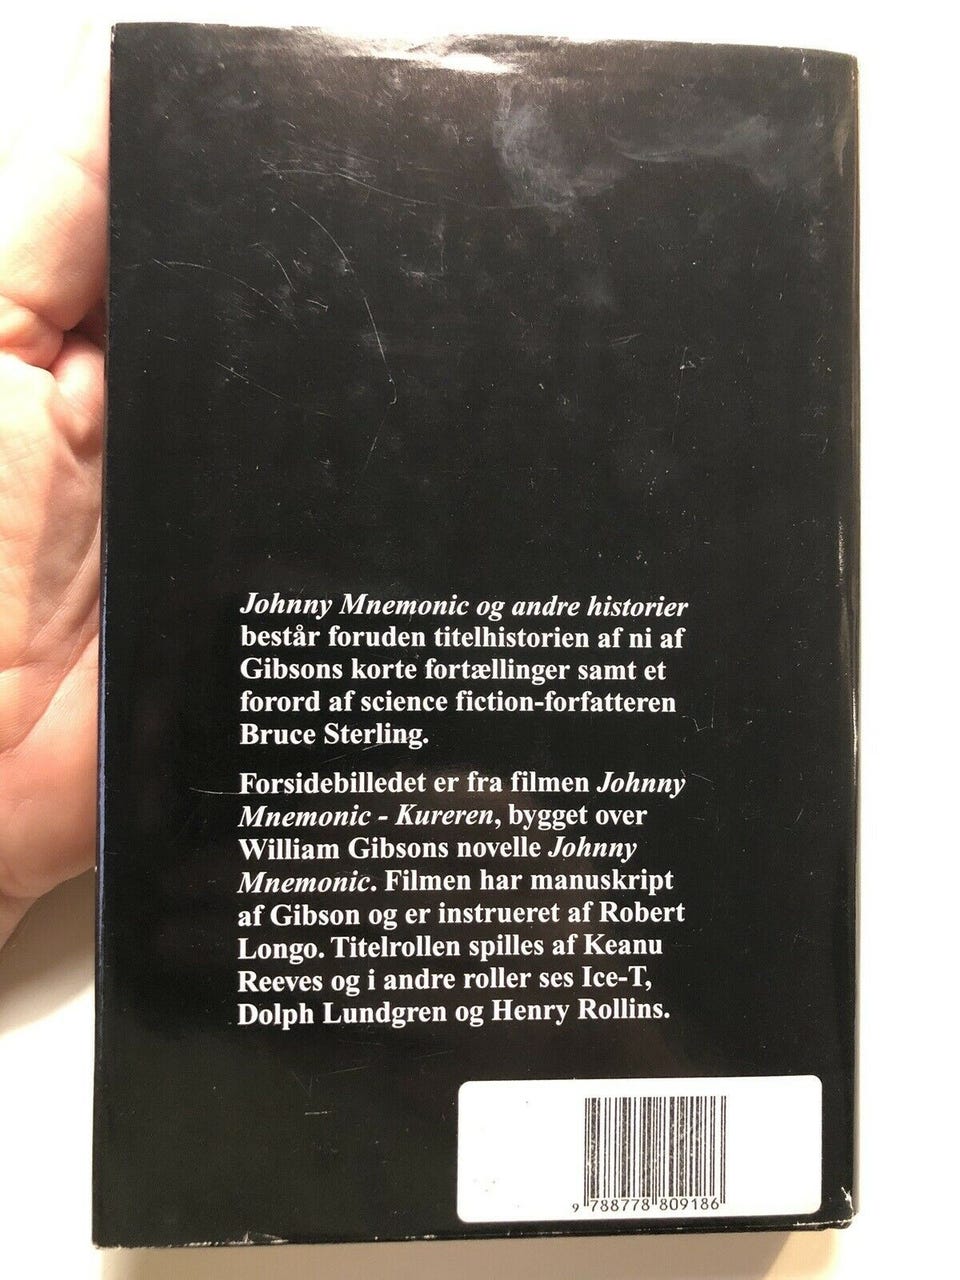 Johnny Mnemonic og andre historier
består foruden titelhistorien af ni af
Gibsons korte fortællinger samt et
forord af science fiction-forfatteren
Bruce Sterling.
Forsidebilledet er fra filmen Johnny
Mnemonic - Kureren, bygget over
William Gibsons novelle Johnny
Mnemonic. Filmen har manuskript
af Gibson og er instrueret af Robert
Longo. Titelrollen spilles af Keanu
Reeves og i andre roller ses Ice-T,
Dolph Lundgren og Henry Rollins.
9 788778 809186